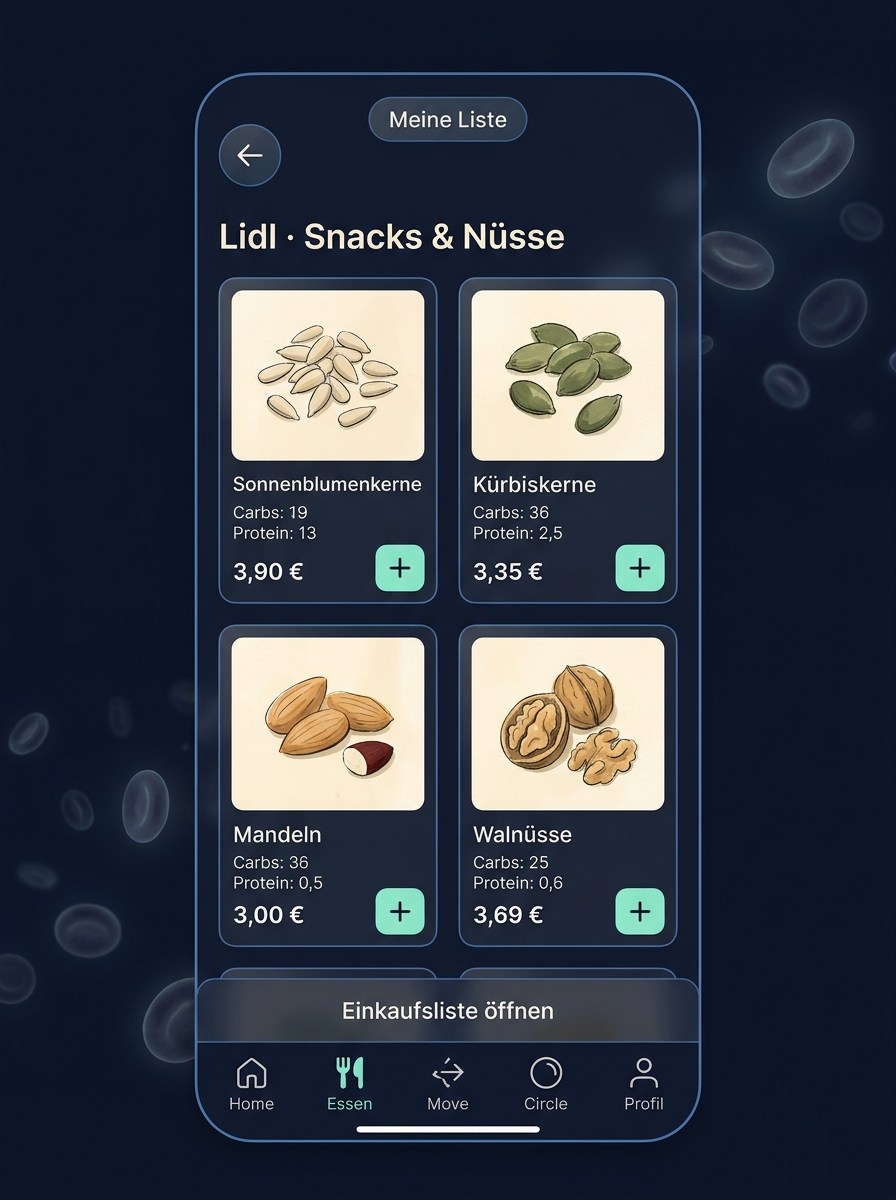 Meine Liste
Lidl · Snacks & Nüsse
Sonnenblumenkerne
Carbs: 19
Protein: 13
3,90 €
Kürbiskerne
Carbs: 36
Protein: 2,5
3,35 €
Mandeln
Carbs: 36
Protein: 0,5
3,00 €
Walnüsse
Carbs: 25
Protein: 0,6
3,69 €
Einkaufsliste öffnen
Home
Essen
Move
Circle
Profil